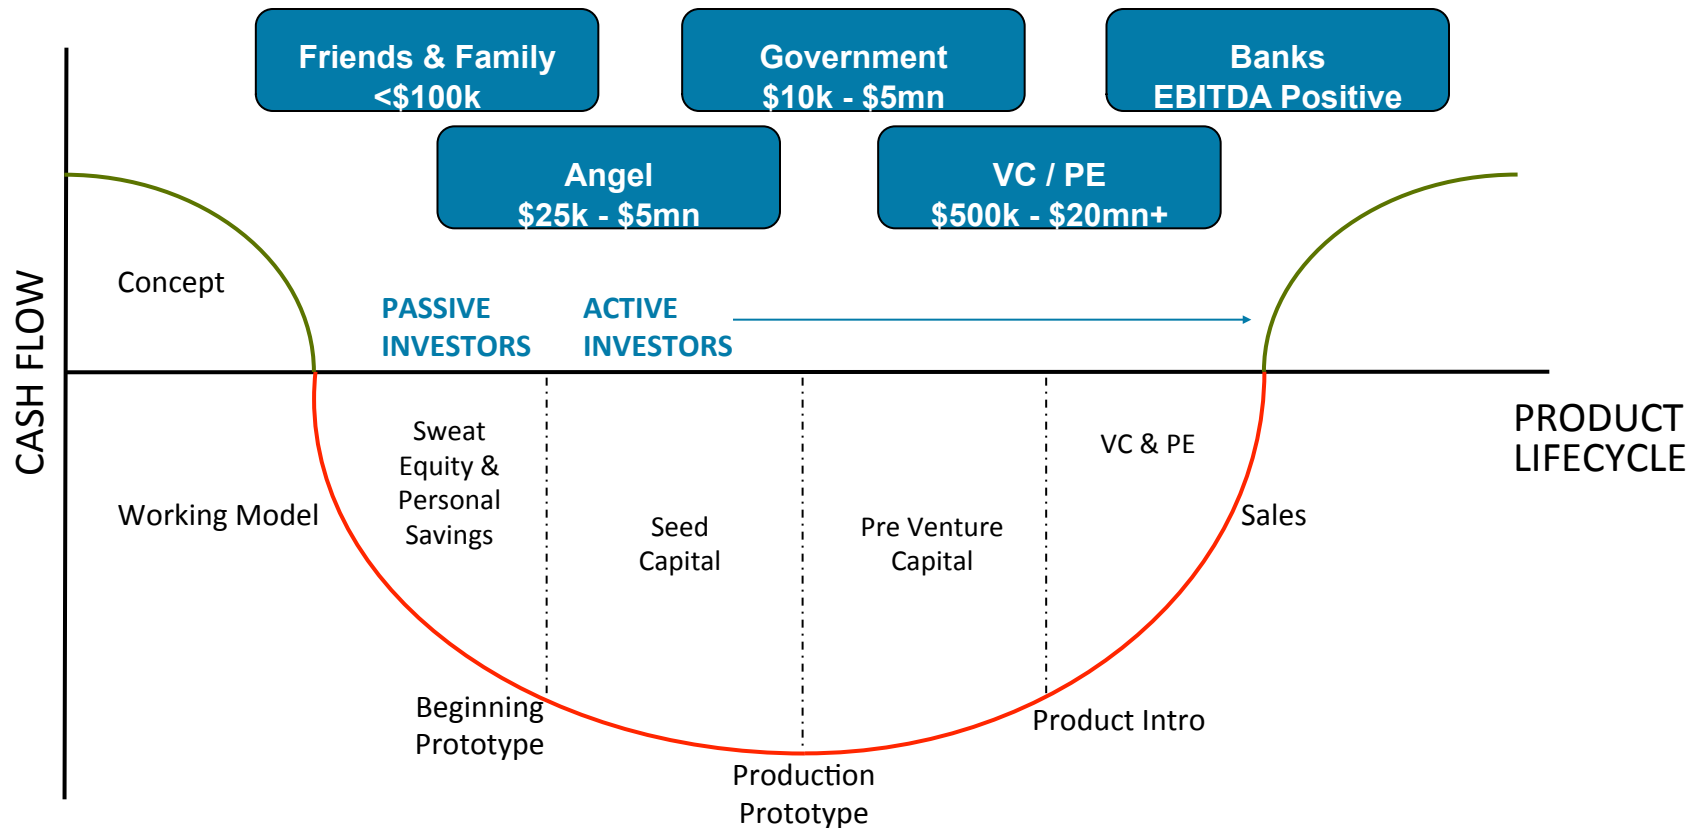 Friends & Family
<$100k
Government
$10k - $5mn
Banks
EBITDA Positive
Angel
$25k - $5mn
VC / PE
$500k - $20mn+
CASH FLOW
Concept
PASSIVE
INVESTORS
ACTIVE
INVESTORS
PRODUCT
LIFECYCLE
Working Model
Sweat
Equity &
Personal
Savings
Seed
Capital
Pre Venture
Capital
VC & PE
Sales
Beginning
Prototype
Production
Prototype
Product Intro